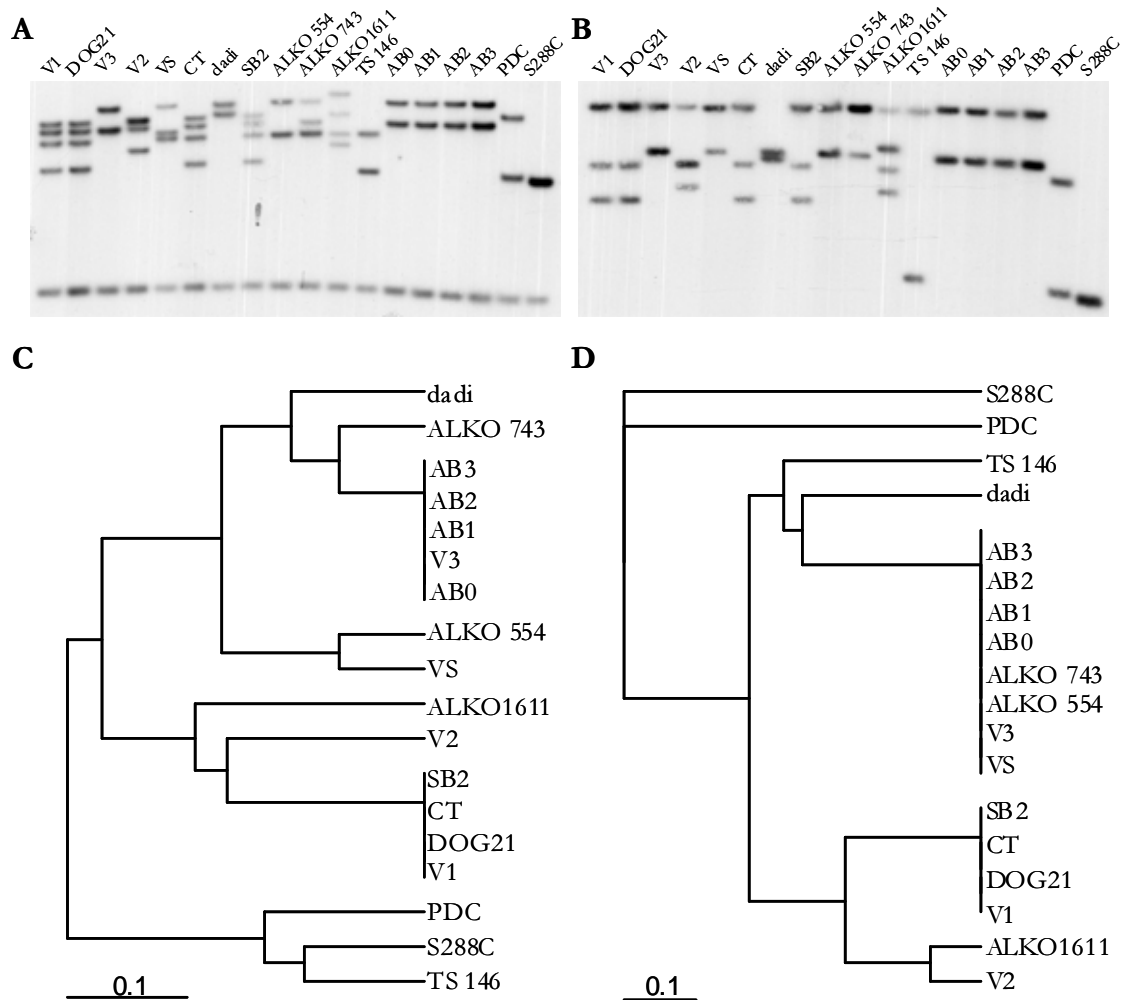 A
V1 DOG21 V3 V2 VS CT dadi SB2 ALKO 554 ALKO 743 ALKO1611 TS 146 AB0 AB1 AB2 AB3 PDC S288C
B
V1 DOG21 V3 V2 VS CT dadi SB2 ALKO 554 ALKO 743 ALKO1611 TS 146 AB0 AB1 AB2 AB3 PDC S288C
C
dadi
ALKO 743
AB3
AB2
AB1
V3
AB0
ALKO 554
VS
ALKO1611
V2
SB2
CT
DOG21
V1
PDC
S288C
TS 146
0.1
D
S288C
PDC
TS 146
dadi
AB3
AB2
AB1
AB0
ALKO 743
ALKO 554
V3
VS
SB2
CT
DOG21
V1
ALKO1611
V2
0.1